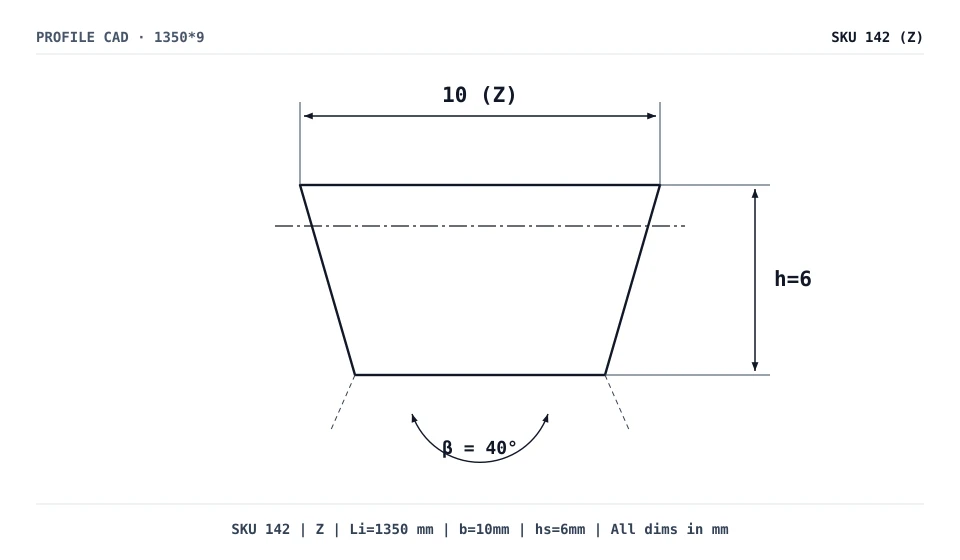 PROFILE CAD · 1350*9
SKU 142 (Z)
10 (Z)
h=6
β = 40°
SKU 142 | Z | Li=1350 mm | b=10mm | hs=6mm | All dims in mm